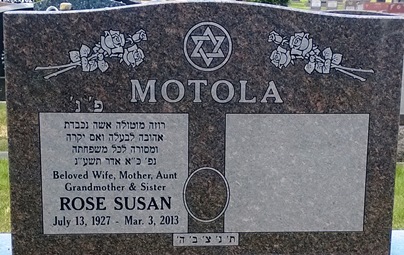 MOTOLA
פ' נ'
רוזה מוטולה אשה נכבדת
אהובה לבעלה ואם יקרה
ומסורה לכל משפחתה
נפ' כ"א אדר תשע"ג
Beloved Wife, Mother, Aunt
Grandmother & Sister
ROSE SUSAN
July 13, 1927 - Mar. 3, 2013
ת' נ' צ' ב' ה'